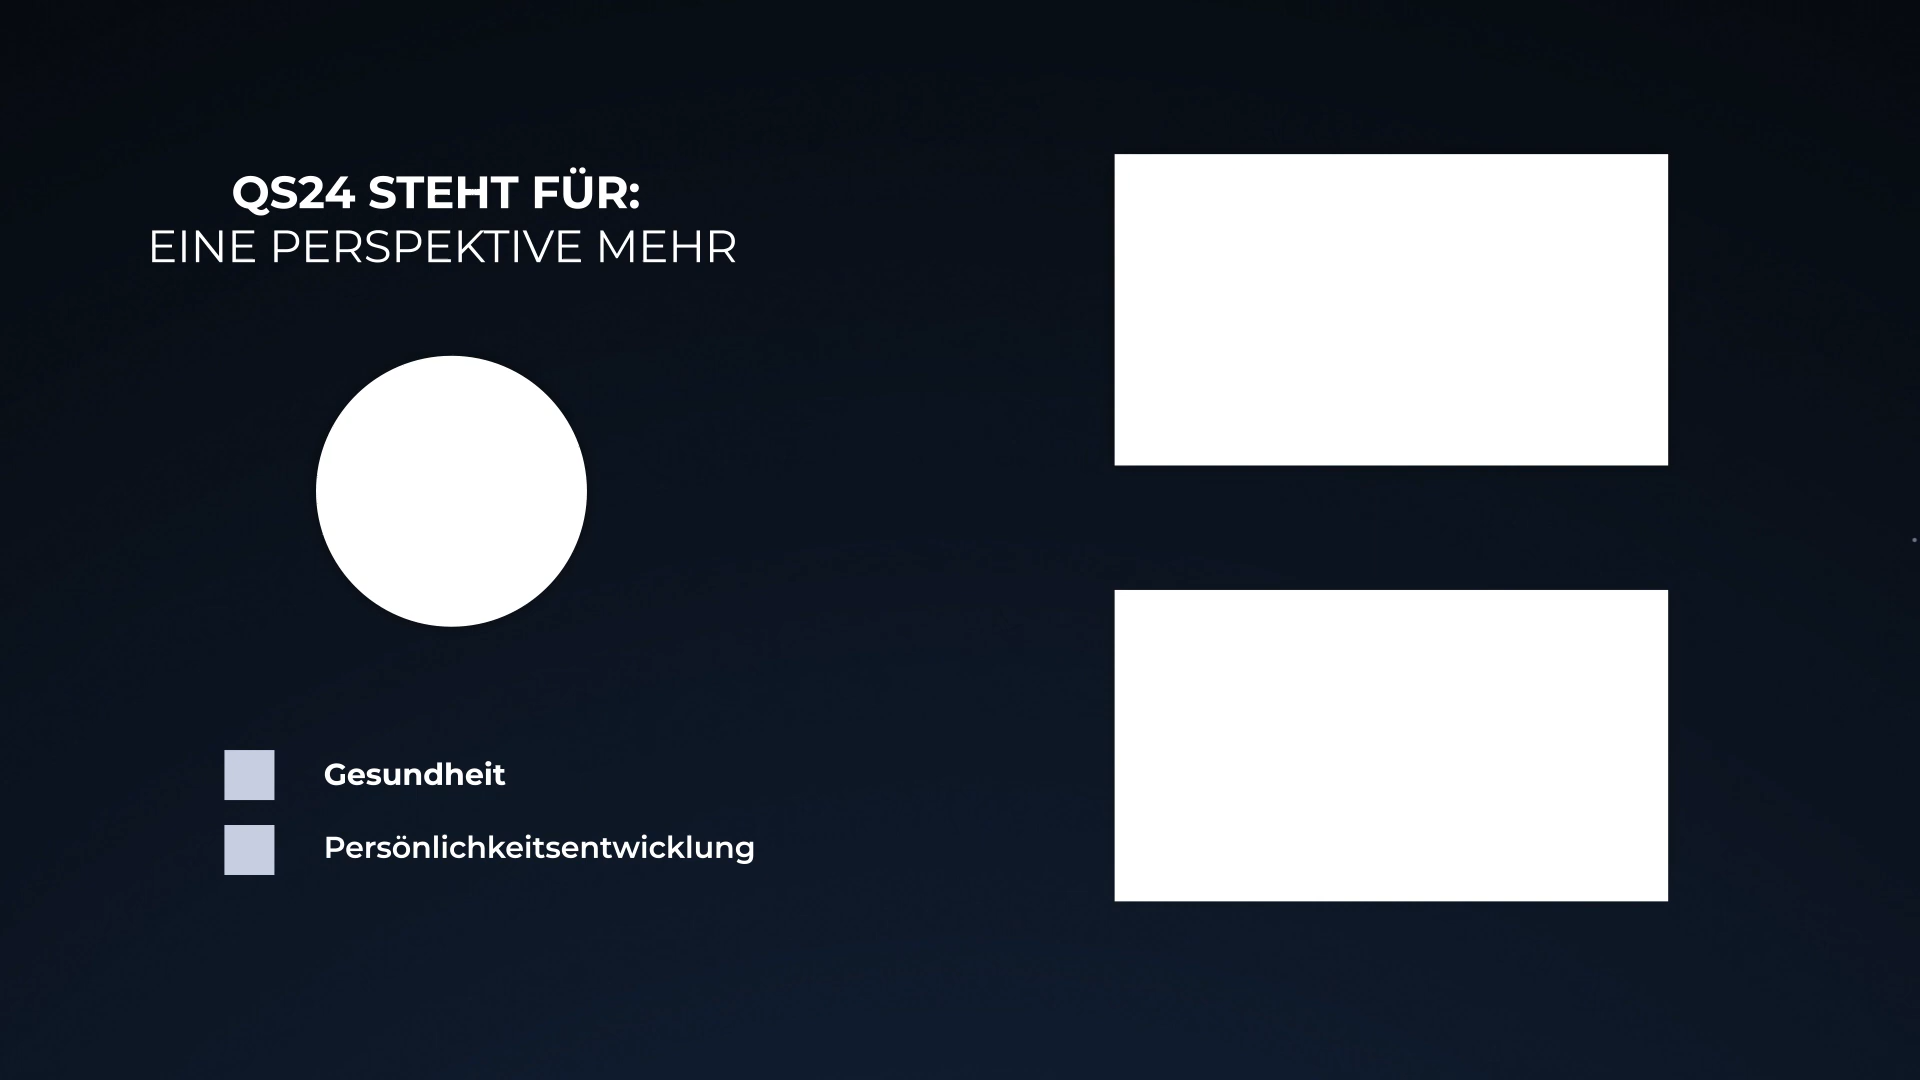 QS24 STEHT FÜR:
EINE PERSPEKTIVE MEHR
Gesundheit
Persönlichkeitsentwicklung